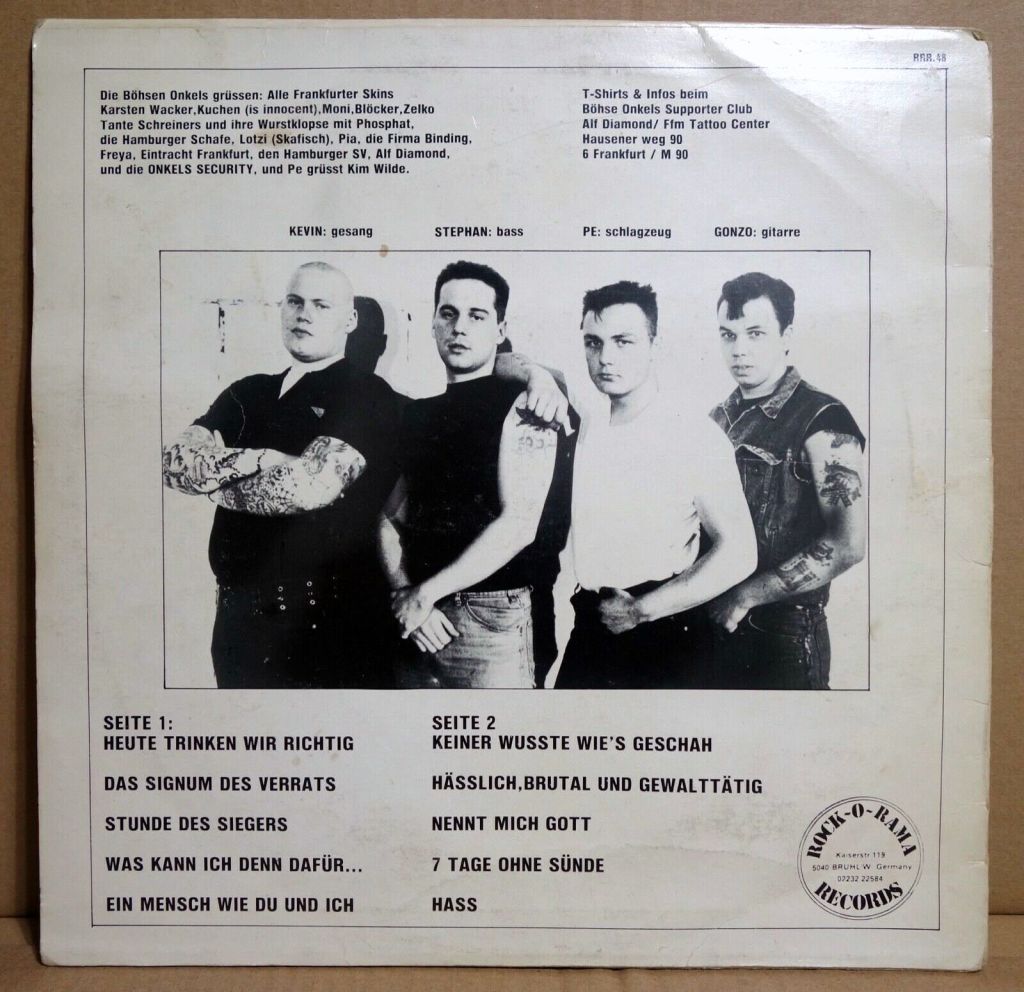 RRR.48
Die Böhsen Onkels grüssen: Alle Frankfurter Skins
Karsten Wacker,Kuchen (is innocent),Moni,Blöcker,Zelko
Tante Schreiners und ihre Wurstklopse mit Phosphat,
die Hamburger Schafe, Lotzi (Skafisch), Pia, die Firma Binding,
Freya, Eintracht Frankfurt, den Hamburger SV, Alf Diamond,
und die ONKELS SECURITY, und Pe grüsst Kim Wilde.
T-Shirts & Infos beim
Böhse Onkels Supporter Club
Alf Diamond/ Ffm Tattoo Center
Hausener weg 90
6 Frankfurt / M 90
KEVIN: gesang STEPHAN: bass PE: schlagzeug GONZO: gitarre
SEITE 1:
HEUTE TRINKEN WIR RICHTIG
DAS SIGNUM DES VERRATS
STUNDE DES SIEGERS
WAS KANN ICH DENN DAFÜR...
EIN MENSCH WIE DU UND ICH
SEITE 2
KEINER WUSSTE WIE'S GESCHAH
HÄSSLICH,BRUTAL UND GEWALTTÄTIG
NENNT MICH GOTT
7 TAGE OHNE SÜNDE
HASS
ROCK-O-RAMA
Kaiserstr.119
5040 BRÜHL W. Germany
02232 22584
RECORDS